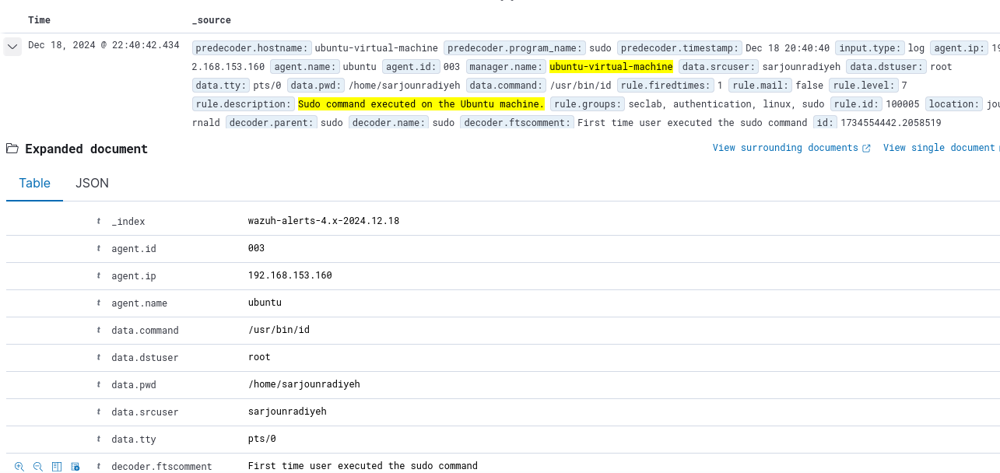 Time _source
Dec 18, 2024 @ 22:40:42.434 predecoder.hostname: ubuntu-virtual-machine predecoder.program_name: sudo predecoder.timestamp: Dec 18 20:40:40 input.type: log agent.ip: 19
2.168.153.160 agent.name: ubuntu agent.id: 003 manager.name: ubuntu-virtual-machine data.srcuser: sarjounradiyeh data.dstuser: root
data.tty: pts/0 data.pwd: /home/sarjounradiyeh data.command: /usr/bin/id rule.firedtimes: 1 rule.mail: false rule.level: 7
rule.description: Sudo command executed on the Ubuntu machine. rule.groups: seclab, authentication, linux, sudo rule.id: 100005 location: jou
rnald decoder.parent: sudo decoder.name: sudo decoder.ftscomment: First time user executed the sudo command id: 1734554442.2058519
Expanded document View surrounding documents View single document
Table JSON
t _index wazuh-alerts-4.x-2024.12.18
t agent.id 003
t agent.ip 192.168.153.160
t agent.name ubuntu
t data.command /usr/bin/id
t data.dstuser root
t data.pwd /home/sarjounradiyeh
t data.srcuser sarjounradiyeh
t data.tty pts/0
t decoder.ftscomment First time user executed the sudo command